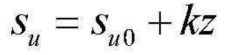 s_u = s_{u0} + kz